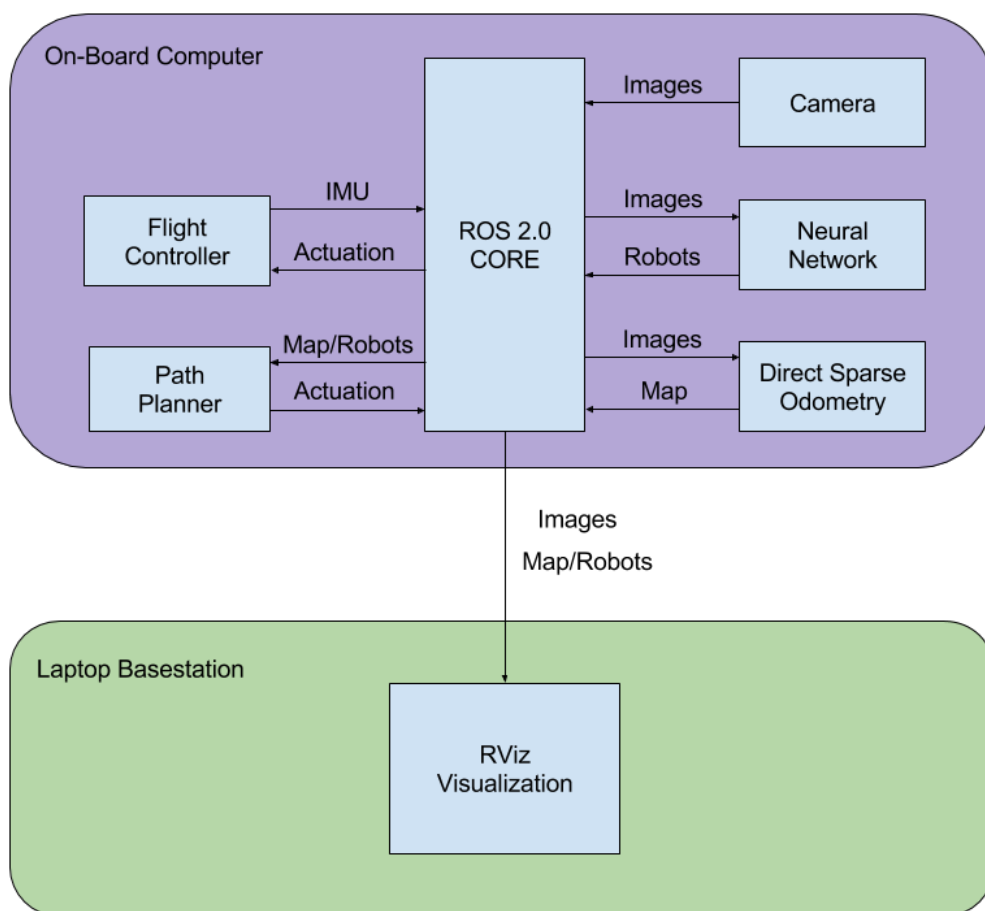 On-Board Computer
Images
Camera
IMU
Flight
Controller
Actuation
ROS 2.0
CORE
Images
Robots
Neural
Network
Map/Robots
Path
Planner
Actuation
Images
Map
Direct Sparse
Odometry
Images
Map/Robots
Laptop Basestation
RViz
Visualization